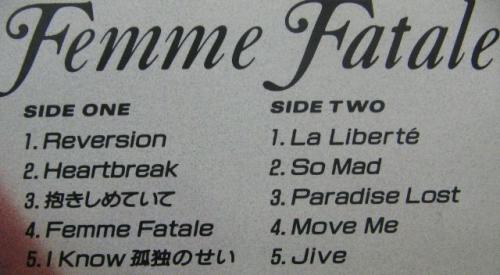 Femme Fatale
SIDE ONE
1. Reversion
2. Heartbreak
3. 抱きしめていて
4. Femme Fatale
5. I Know 孤独のせい
SIDE TWO
1. La Liberté
2. So Mad
3. Paradise Lost
4. Move Me
5. Jive